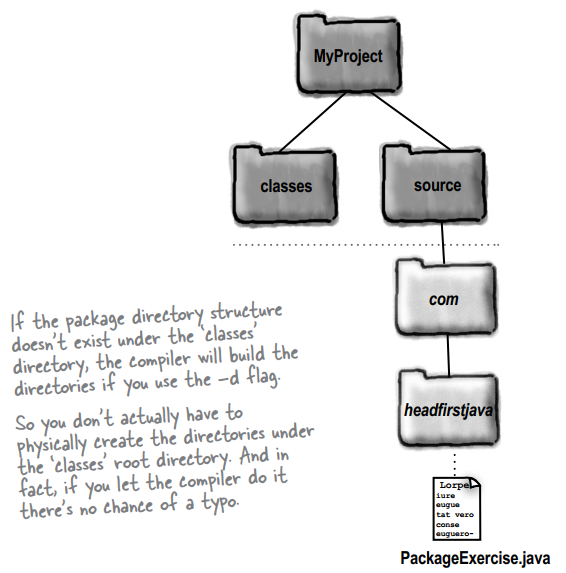 MyProject
classes
source
com
headfirstjava
If the package directory structure
doesn't exist under the 'classes'
directory, the compiler will build the
directories if you use the -d flag.
So you don't actually have to
physically create the directories under
the 'classes' root directory. And in
fact, if you let the compiler do it
there's no chance of a typo.
Lorpe
iure
eugue
tat vero
conse
euguero-
PackageExercise.java